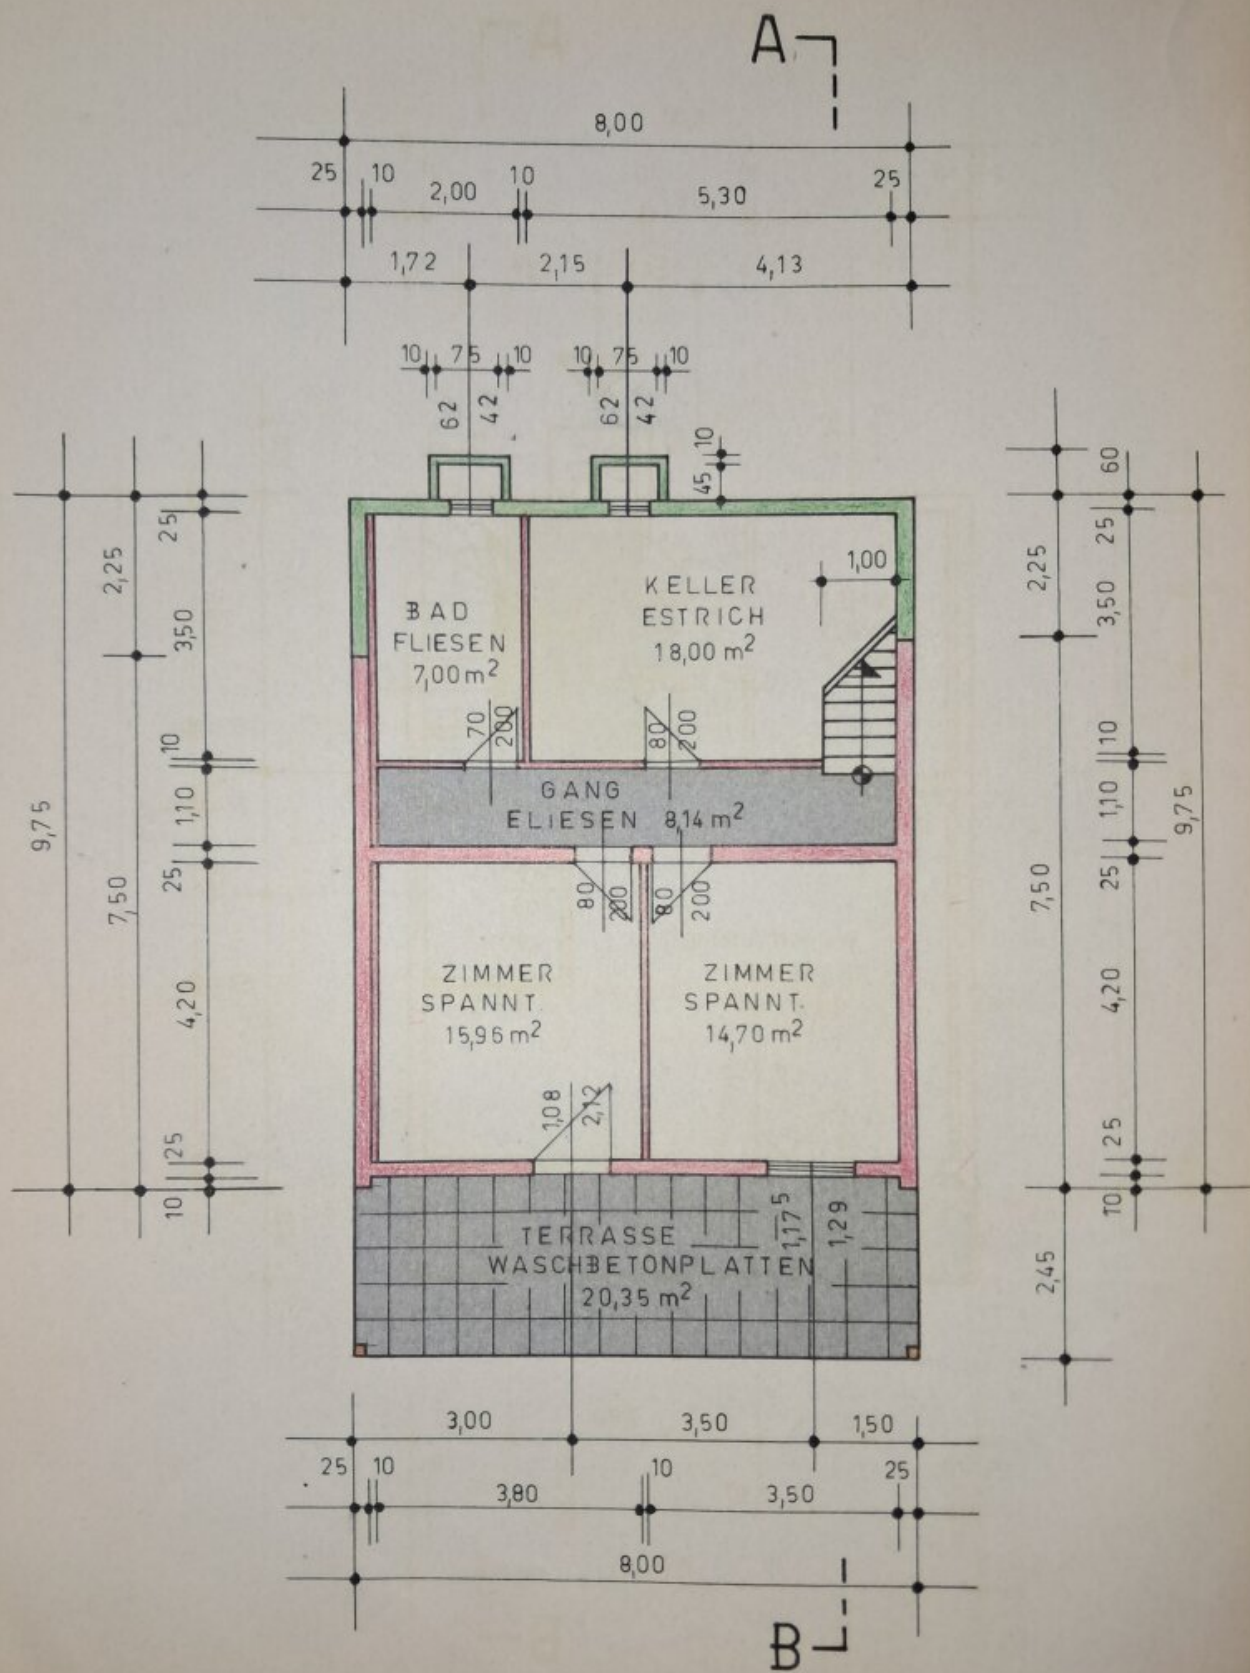 A
8,00
25 10 2,00 10 5,30 25
1,72 2,15 4,13
10 75 10 10 75 10
62 42 62 42
10
45
60
25
25
2,25
3,50
2,25
3,50
1,00
KELLER
ESTRICH
18,00 m²
BAD
FLIESEN
7,00 m²
70 200
80 200
10
1,10
25
10
1,10
25
9,75
9,75
7,50
7,50
GANG
ELIESEN 8,14 m²
80 200
80 200
4,20
4,20
ZIMMER
SPANNT.
15,96 m²
ZIMMER
SPANNT.
14,70 m²
1,08 2,12
25
10
25
10
1,17⁵ 1,29
TERRASSE
WASCHBETONPLATTEN
20,35 m²
2,45
3,00 3,50 1,50
25 10 3,80 10 3,50 25
8,00
B